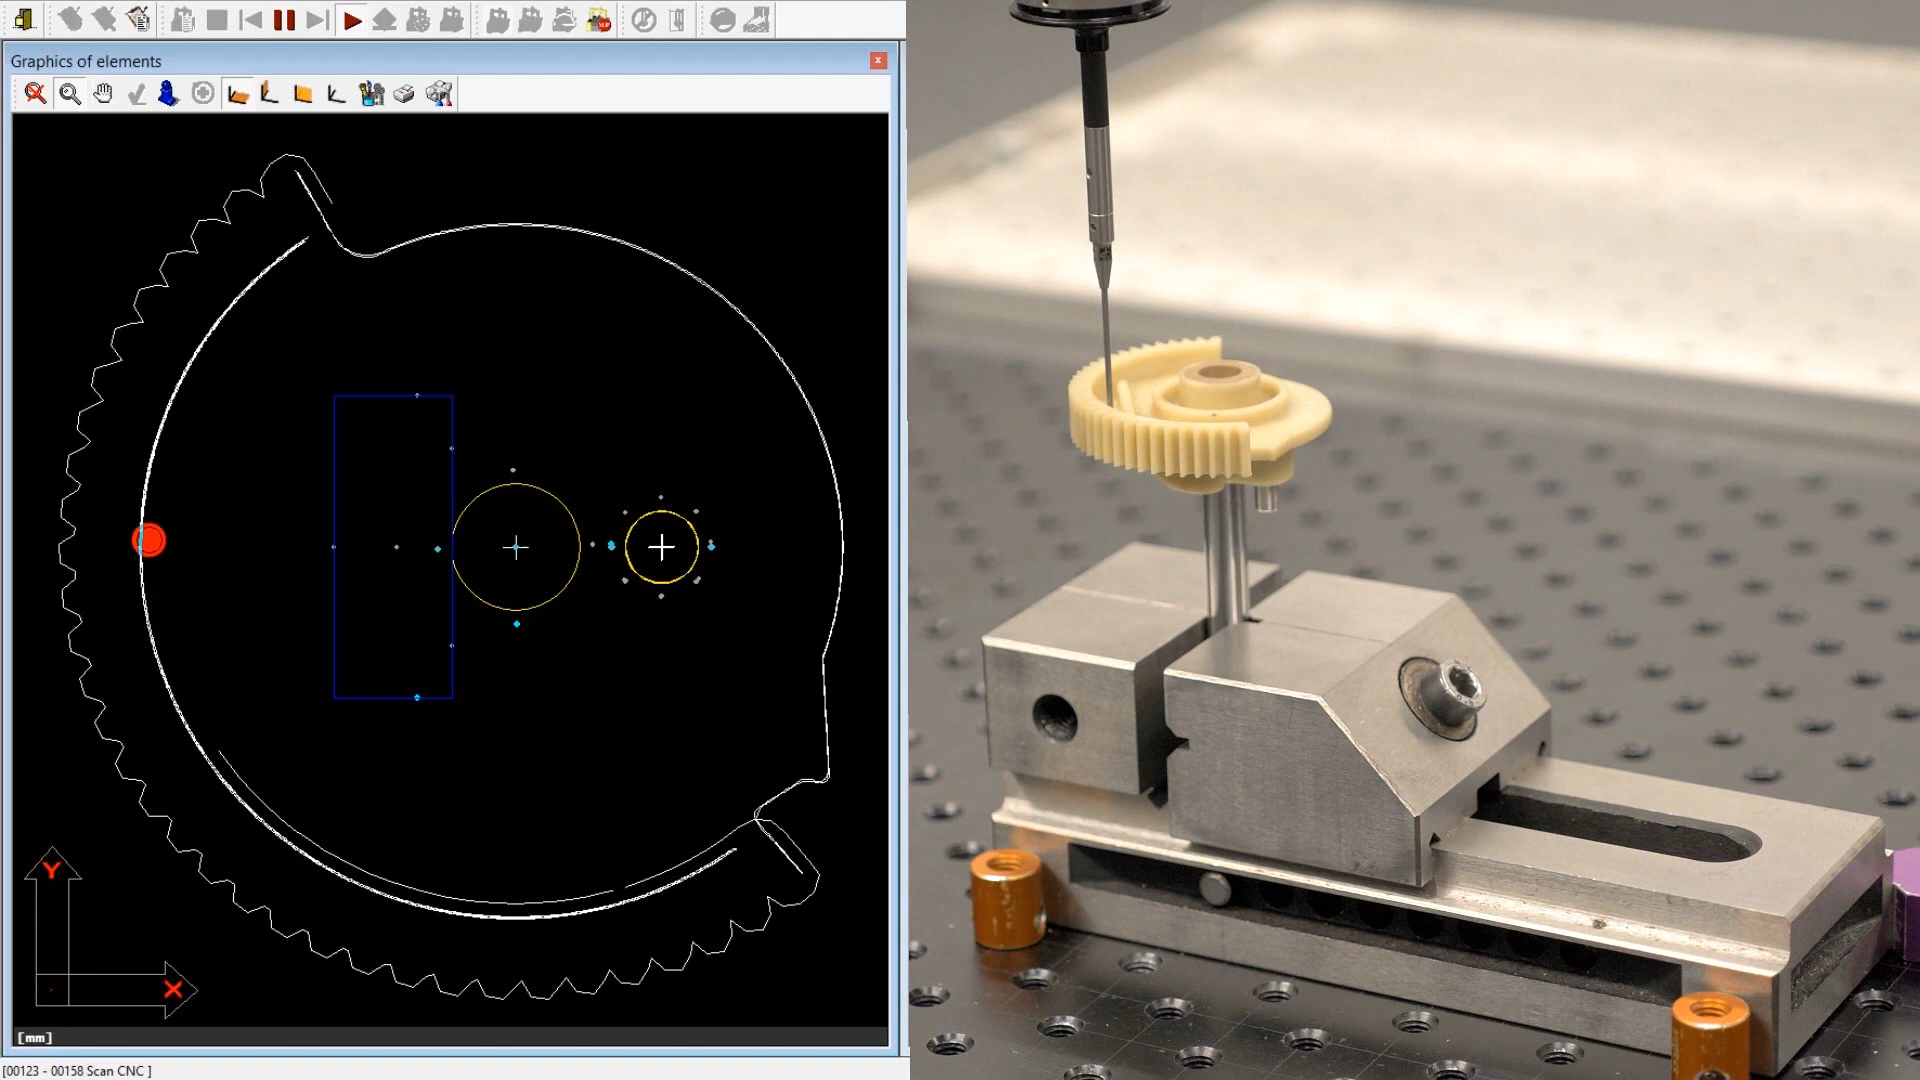 Graphics of elements
Y
X
[mm]
[00123 - 00158 Scan CNC ]